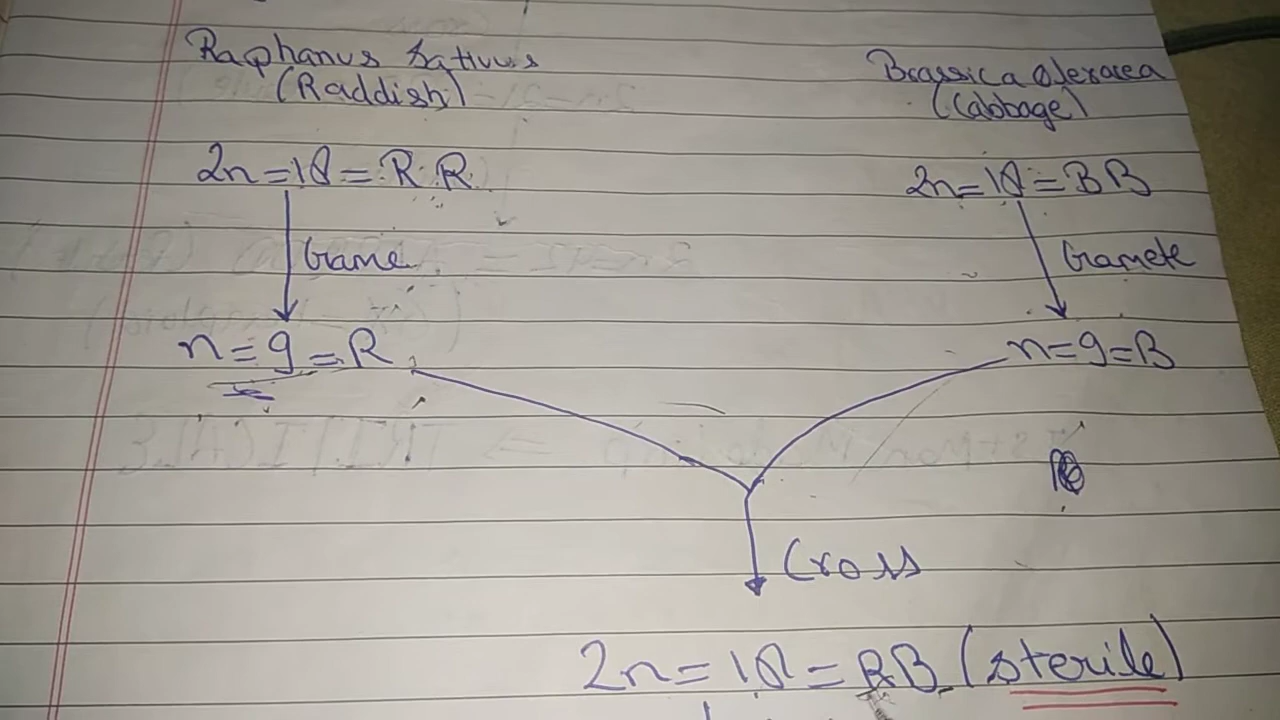 Raphanus Sativus
(Raddish)
Brassica Oleracea
(Cabbage)
2n=18=RR
2n=18=BB
Game
Gamete
n=9=R
n=9=B
Cross
2n=18=RB (sterile)